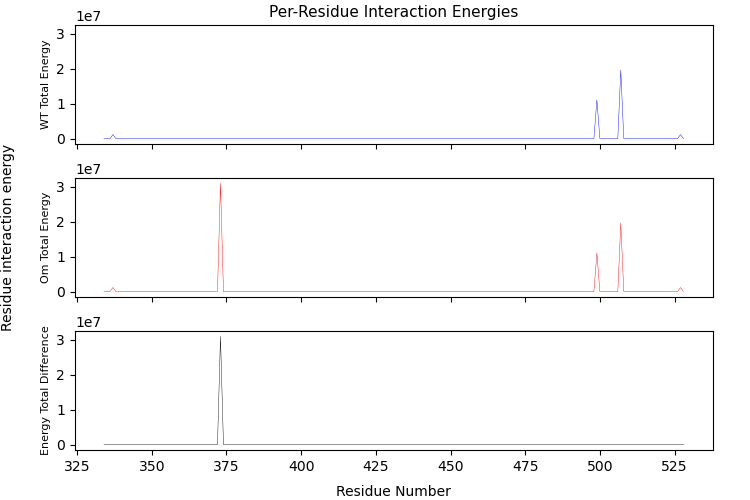 Per-Residue Interaction Energies
1e7
3
2
1
0
WT Total Energy
1e7
3
2
1
0
Om Total Energy
Residue interaction energy
1e7
3
2
1
0
Energy Total Difference
325 350 375 400 425 450 475 500 525
Residue Number